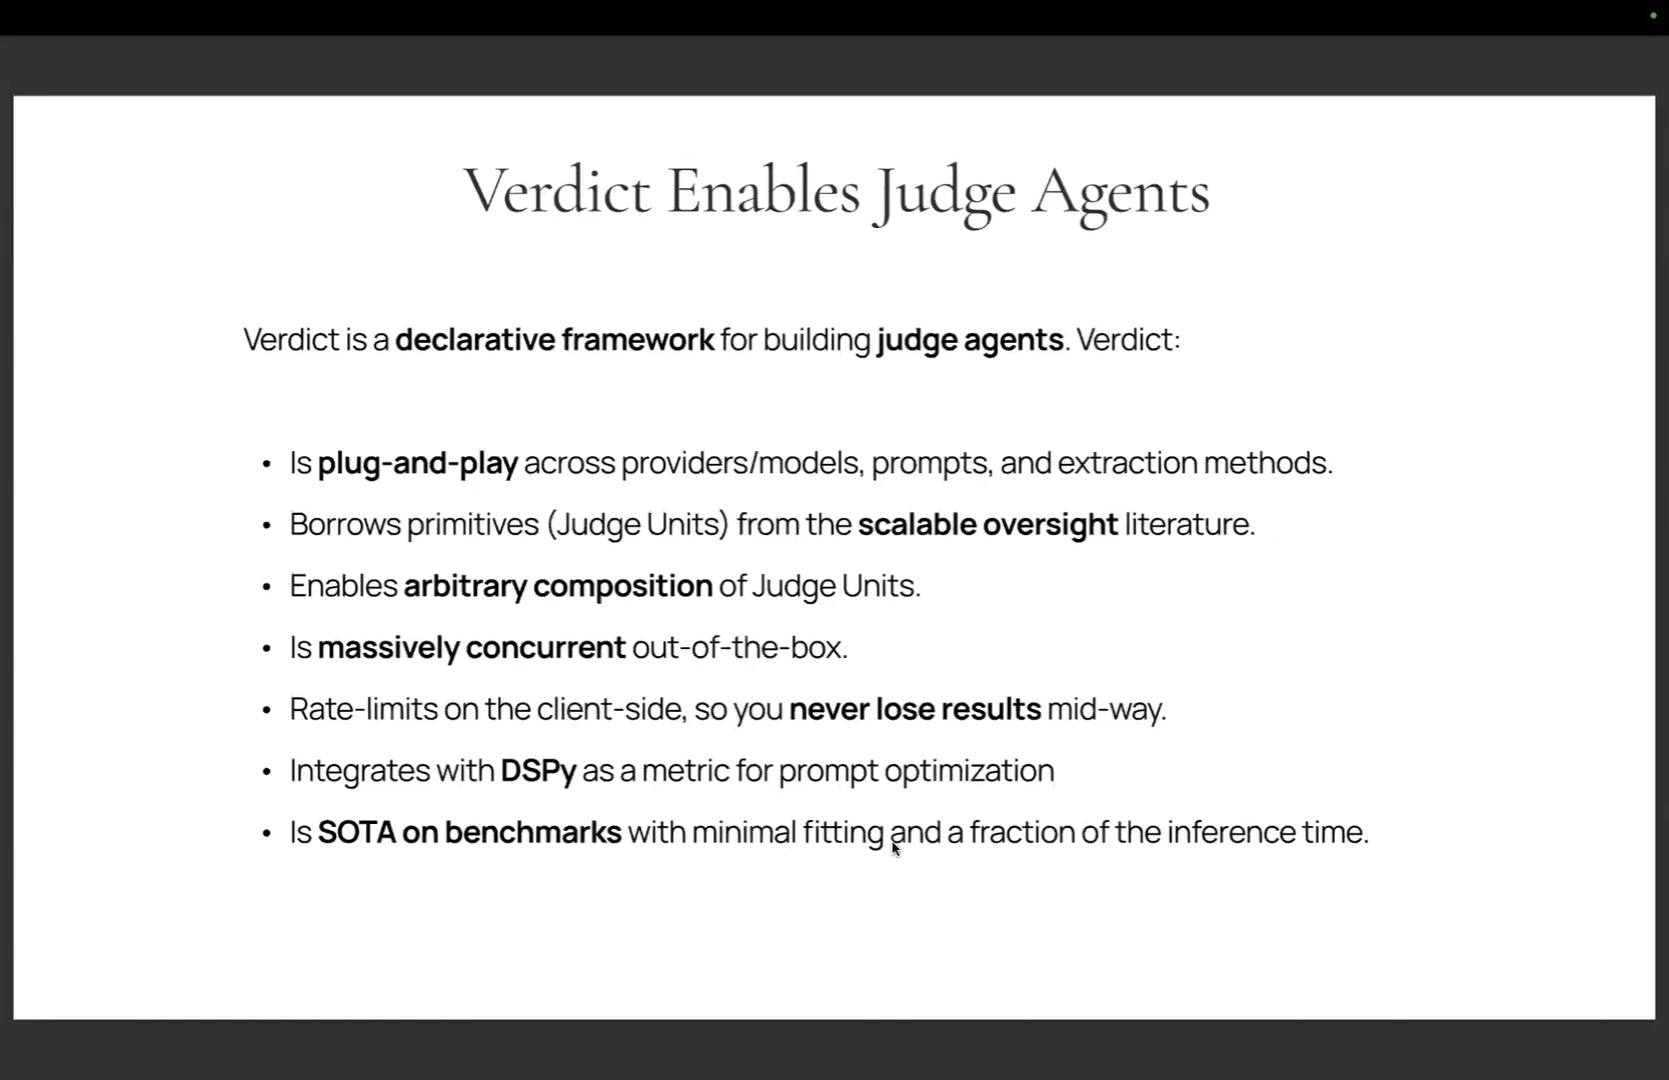 Verdict Enables Judge Agents
Verdict is a declarative framework for building judge agents. Verdict:
• Is plug-and-play across providers/models, prompts, and extraction methods.
• Borrows primitives (Judge Units) from the scalable oversight literature.
• Enables arbitrary composition of Judge Units.
• Is massively concurrent out-of-the-box.
• Rate-limits on the client-side, so you never lose results mid-way.
• Integrates with DSPy as a metric for prompt optimization
• Is SOTA on benchmarks with minimal fitting and a fraction of the inference time.